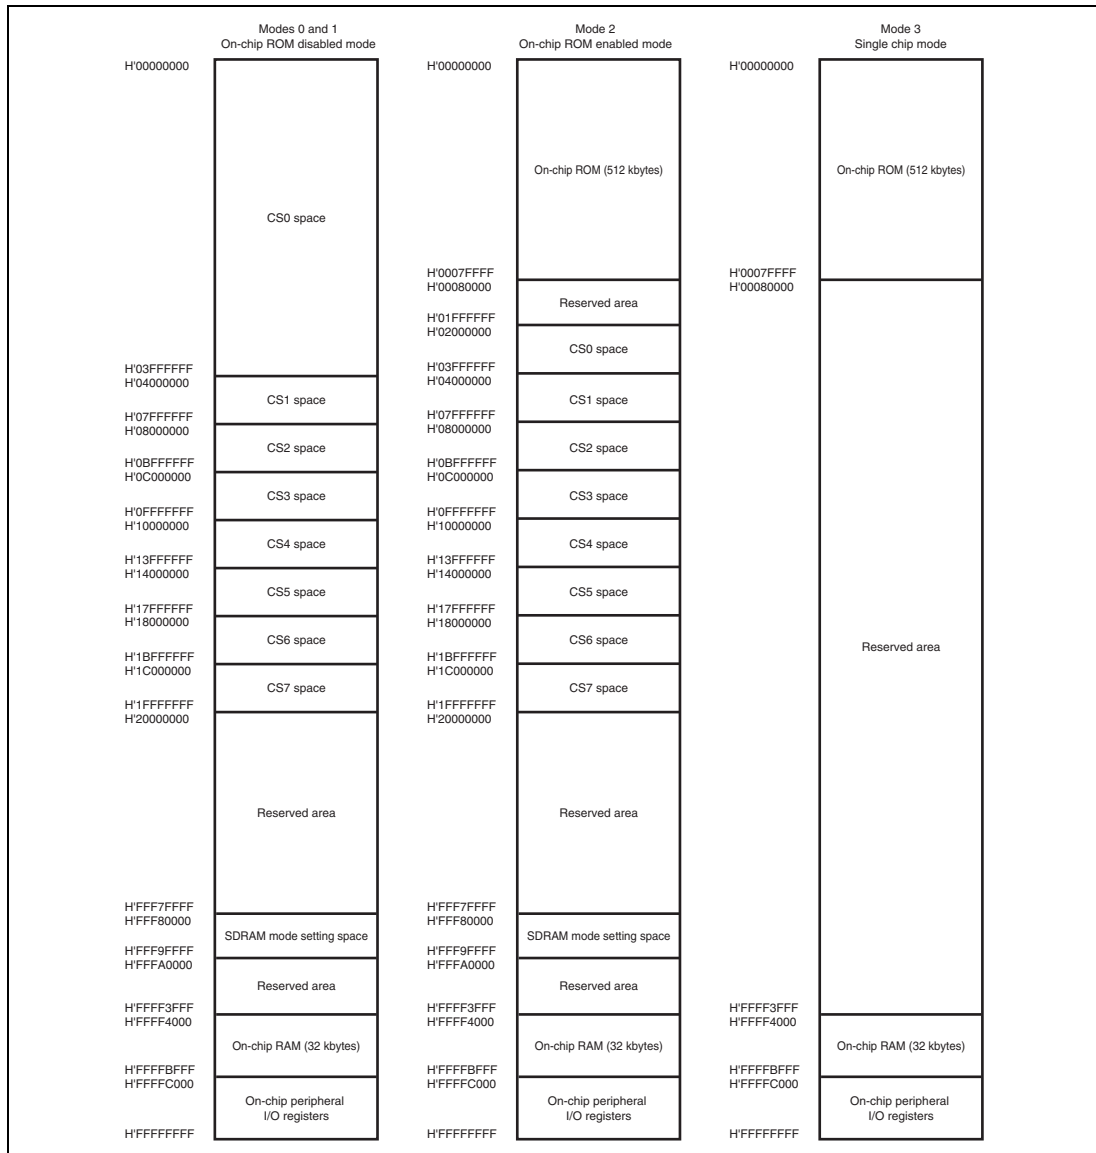 Modes 0 and 1
On-chip ROM disabled mode
H'00000000
CS0 space
H'03FFFFFF
H'04000000
CS1 space
H'07FFFFFF
H'08000000
CS2 space
H'0BFFFFFF
H'0C000000
CS3 space
H'0FFFFFFF
H'10000000
CS4 space
H'13FFFFFF
H'14000000
CS5 space
H'17FFFFFF
H'18000000
CS6 space
H'1BFFFFFF
H'1C000000
CS7 space
H'1FFFFFFF
H'20000000
Reserved area
H'FFF7FFFF
H'FFF80000
SDRAM mode setting space
H'FFF9FFFF
H'FFFA0000
Reserved area
H'FFFF3FFF
H'FFFF4000
On-chip RAM (32 kbytes)
H'FFFFBFFF
H'FFFFC000
On-chip peripheral
I/O registers
H'FFFFFFFF
Mode 2
On-chip ROM enabled mode
H'00000000
On-chip ROM (512 kbytes)
H'0007FFFF
H'00080000
Reserved area
H'01FFFFFF
H'02000000
CS0 space
H'03FFFFFF
H'04000000
CS1 space
H'07FFFFFF
H'08000000
CS2 space
H'0BFFFFFF
H'0C000000
CS3 space
H'0FFFFFFF
H'10000000
CS4 space
H'13FFFFFF
H'14000000
CS5 space
H'17FFFFFF
H'18000000
CS6 space
H'1BFFFFFF
H'1C000000
CS7 space
H'1FFFFFFF
H'20000000
Reserved area
H'FFF7FFFF
H'FFF80000
SDRAM mode setting space
H'FFF9FFFF
H'FFFA0000
Reserved area
H'FFFF3FFF
H'FFFF4000
On-chip RAM (32 kbytes)
H'FFFFBFFF
H'FFFFC000
On-chip peripheral
I/O registers
H'FFFFFFFF
Mode 3
Single chip mode
H'00000000
On-chip ROM (512 kbytes)
H'0007FFFF
H'00080000
Reserved area
H'FFFF3FFF
H'FFFF4000
On-chip RAM (32 kbytes)
H'FFFFBFFF
H'FFFFC000
On-chip peripheral
I/O registers
H'FFFFFFFF